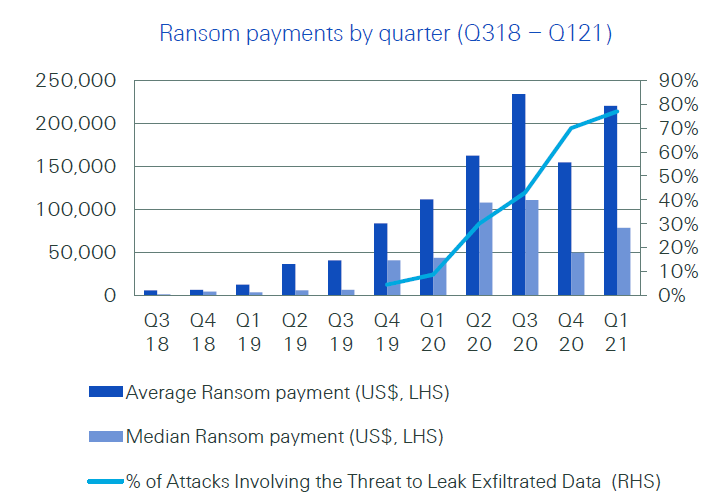 Ransom payments by quarter (Q318 – Q121)
250,000 90%
200,000 80%
150,000 70%
100,000 60%
50,000 50%
0 40%
30%
20%
10%
0%
Q3 Q4 Q1 Q2 Q3 Q4 Q1 Q2 Q3 Q4 Q1
18 18 19 19 19 19 20 20 20 20 21
Average Ransom payment (US$, LHS)
Median Ransom payment (US$, LHS)
% of Attacks Involving the Threat to Leak Exfiltrated Data (RHS)